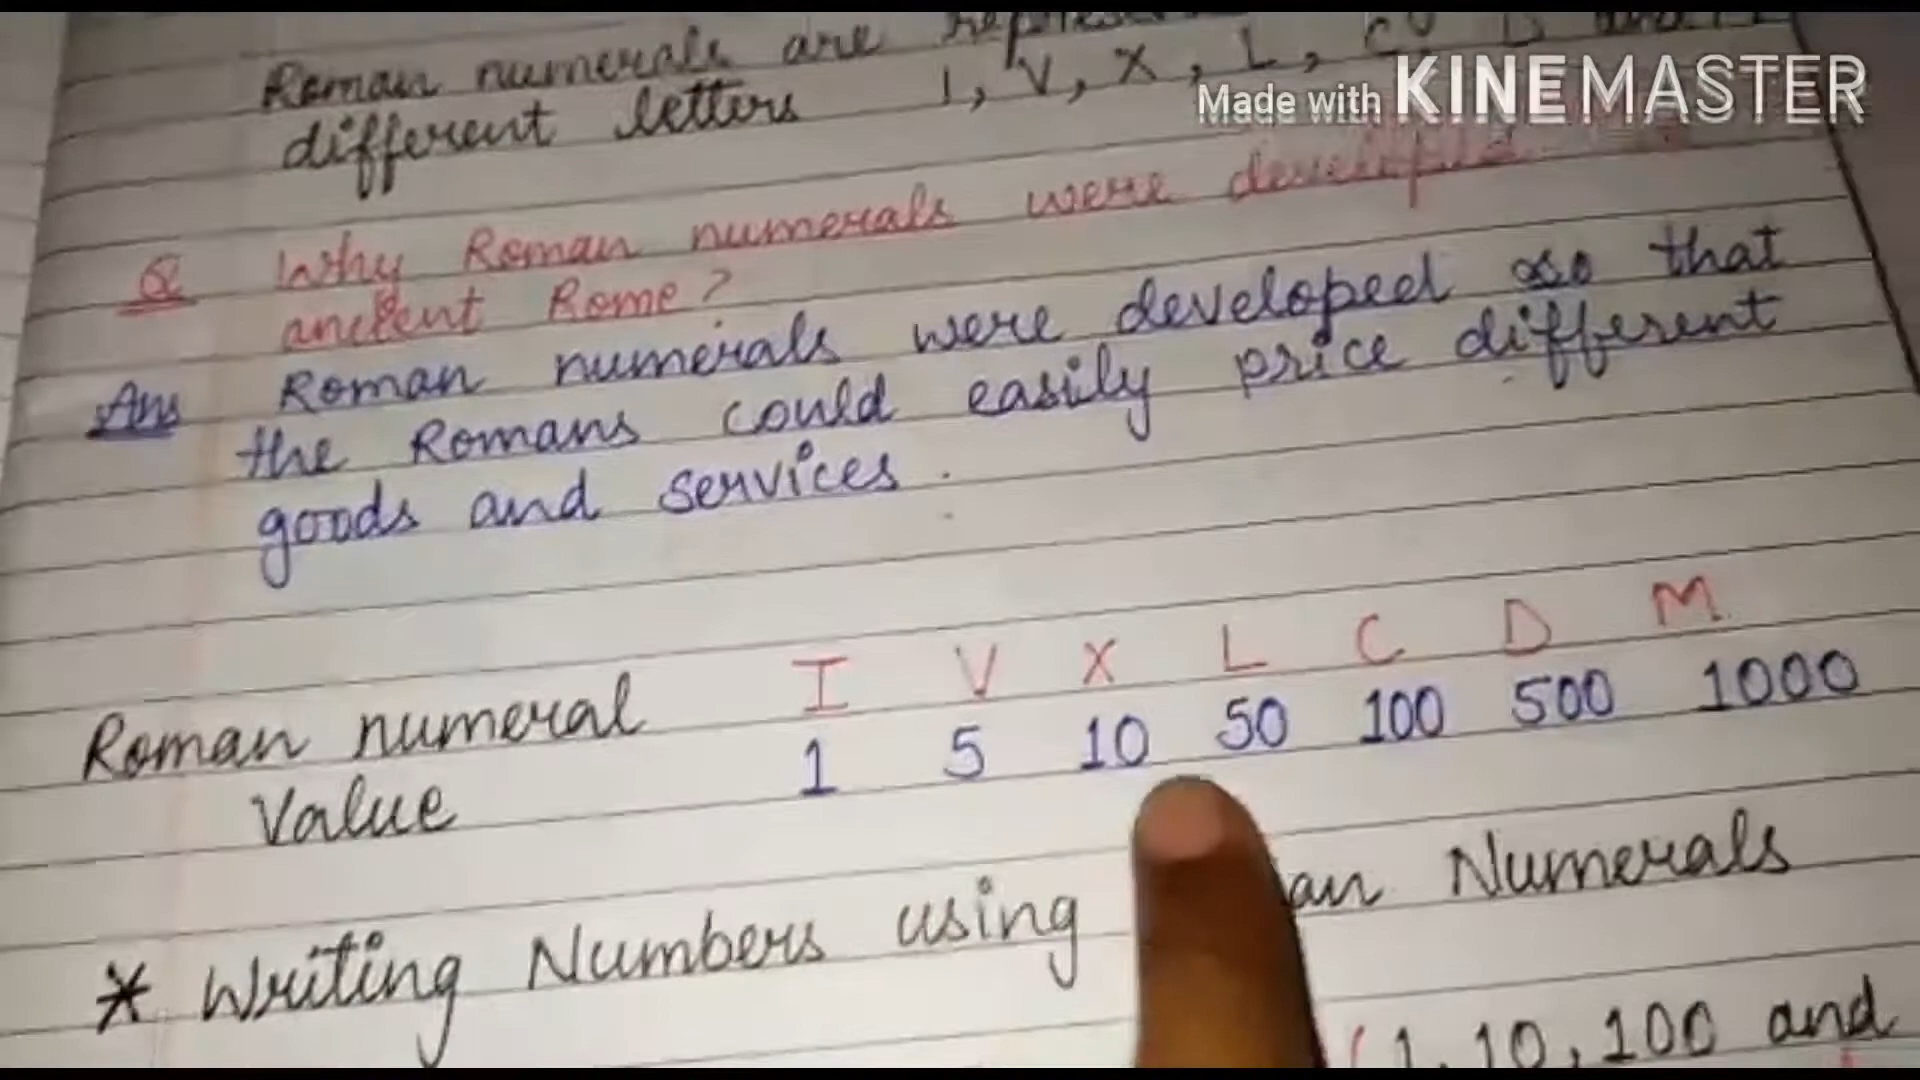 Roman numerals are
different letters I, V, X, L, C, D
Made with KINEMASTER
Q Why Roman numerals were developed
ancient Rome?
Ans Roman numerals were developed so that
the Romans could easily price different
goods and services.
I V X L C D M
Roman numeral 1 5 10 50 100 500 1000
Value
* Writing Numbers using an Numerals
(1, 10, 100 and